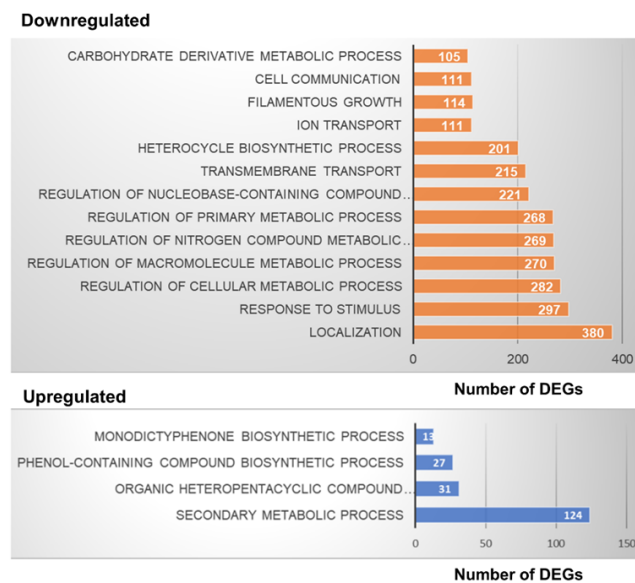 Downregulated
CARBOHYDRATE DERIVATIVE METABOLIC PROCESS 105
CELL COMMUNICATION 111
FILAMENTOUS GROWTH 114
ION TRANSPORT 111
HETEROCYCLE BIOSYNTHETIC PROCESS 201
TRANSMEMBRANE TRANSPORT 215
REGULATION OF NUCLEOBASE-CONTAINING COMPOUND.. 221
REGULATION OF PRIMARY METABOLIC PROCESS 268
REGULATION OF NITROGEN COMPOUND METABOLIC.. 269
REGULATION OF MACROMOLECULE METABOLIC PROCESS 270
REGULATION OF CELLULAR METABOLIC PROCESS 282
RESPONSE TO STIMULUS 297
LOCALIZATION 380
0 200 400
Number of DEGs
Upregulated
MONODICTYPHENONE BIOSYNTHETIC PROCESS 13
PHENOL-CONTAINING COMPOUND BIOSYNTHETIC PROCESS 27
ORGANIC HETEROPENTACYCLIC COMPOUND... 31
SECONDARY METABOLIC PROCESS 124
0 50 100 150
Number of DEGs